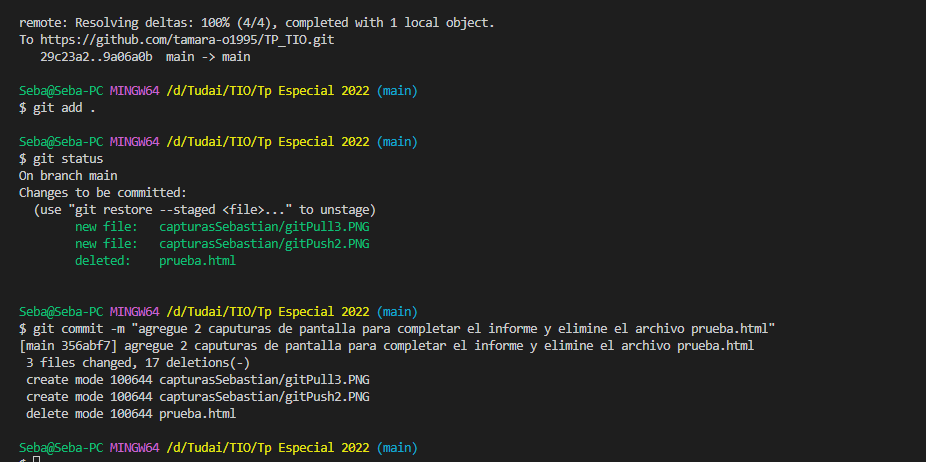 remote: Resolving deltas: 100% (4/4), completed with 1 local object.
To https://github.com/tamara-o1995/TP_TIO.git
   29c23a2..9a06a0b  main -> main
Seba@Seba-PC MINGW64 /d/Tudai/TIO/Tp Especial 2022 (main)
$ git add .
Seba@Seba-PC MINGW64 /d/Tudai/TIO/Tp Especial 2022 (main)
$ git status
On branch main
Changes to be committed:
  (use "git restore --staged <file>..." to unstage)
        new file:   capturasSebastian/gitPull3.PNG
        new file:   capturasSebastian/gitPush2.PNG
        deleted:    prueba.html
Seba@Seba-PC MINGW64 /d/Tudai/TIO/Tp Especial 2022 (main)
$ git commit -m "agregue 2 caputuras de pantalla para completar el informe y elimine el archivo prueba.html"
[main 356abf7] agregue 2 caputuras de pantalla para completar el informe y elimine el archivo prueba.html
 3 files changed, 17 deletions(-)
 create mode 100644 capturasSebastian/gitPull3.PNG
 create mode 100644 capturasSebastian/gitPush2.PNG
 delete mode 100644 prueba.html
Seba@Seba-PC MINGW64 /d/Tudai/TIO/Tp Especial 2022 (main)
$